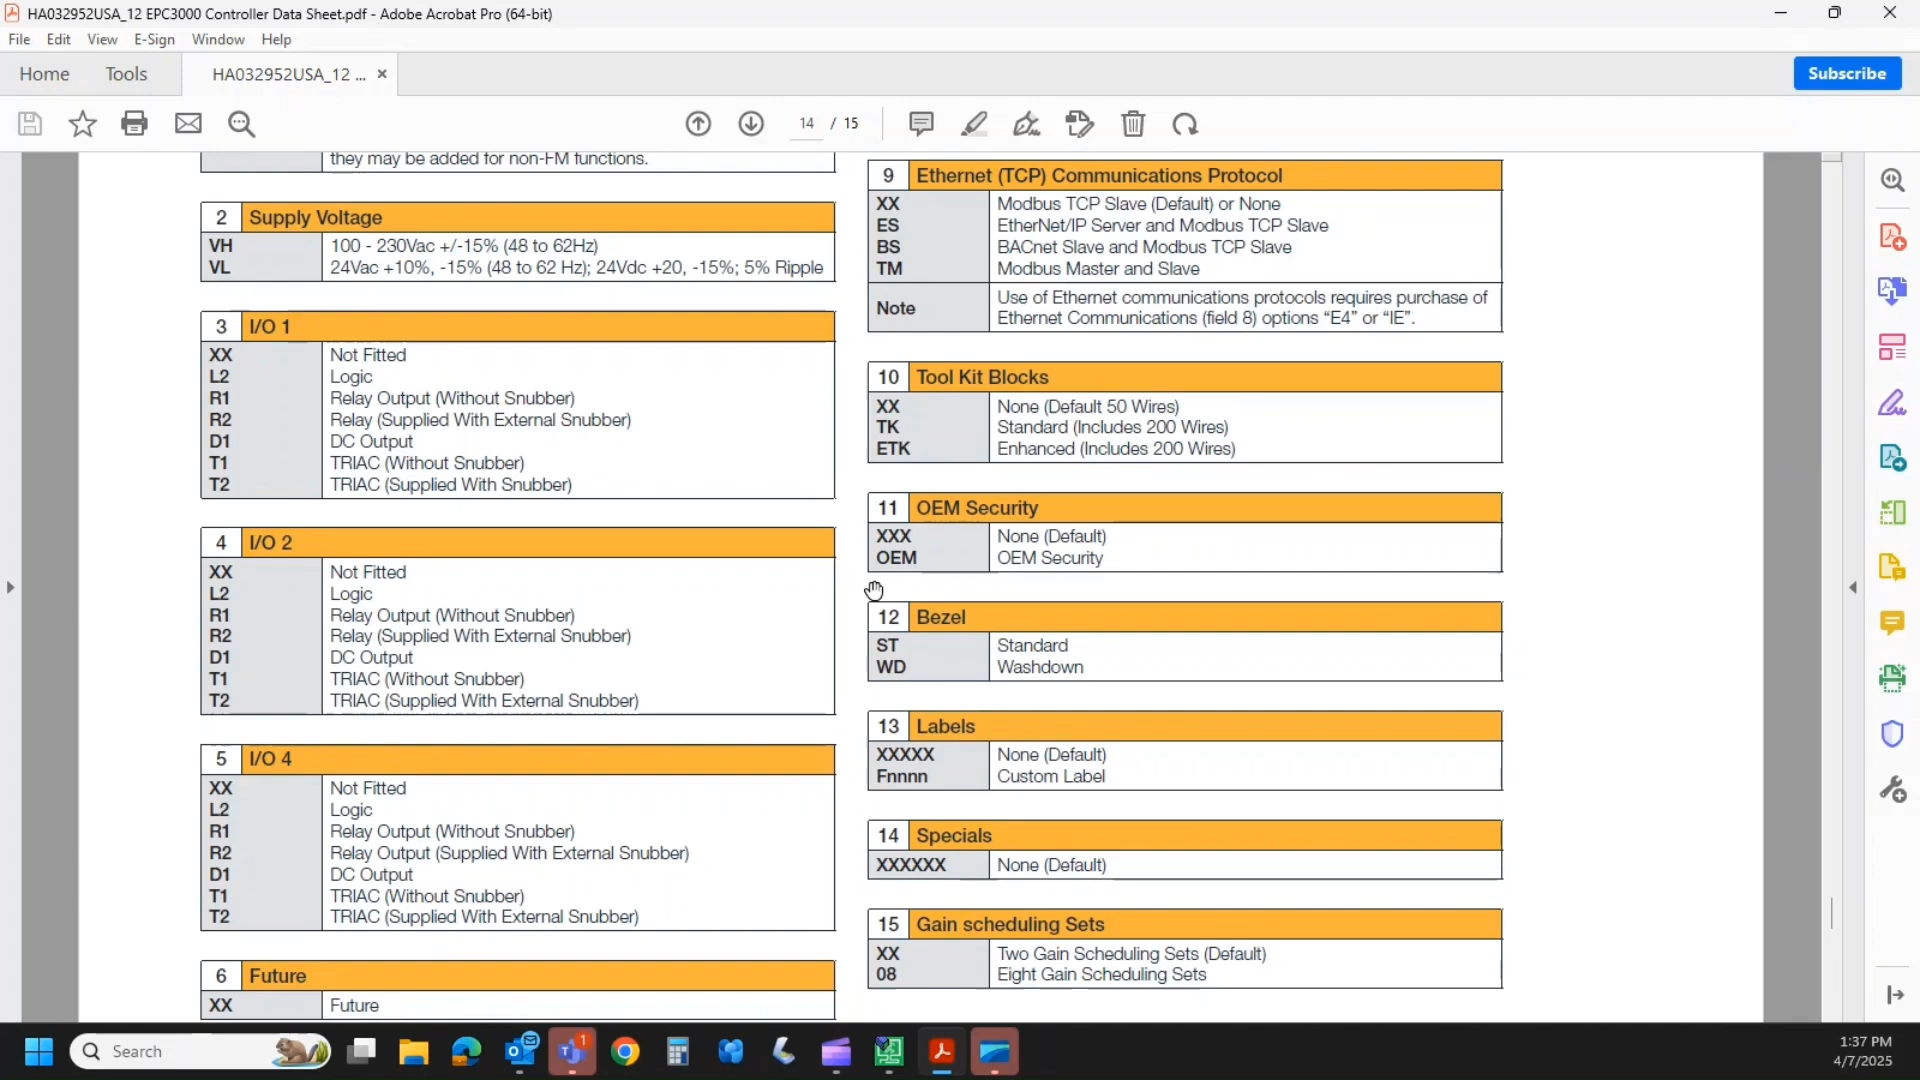 HA032952USA_12 EPC3000 Controller Data Sheet.pdf - Adobe Acrobat Pro (64-bit)
File Edit View E-Sign Window Help
Home Tools HA032952USA_12 ... × Subscribe
14 / 15
they may be added for non-FM functions.
2 Supply Voltage
VH 100 - 230Vac +/-15% (48 to 62Hz)
VL 24Vac +10%, -15% (48 to 62 Hz); 24Vdc +20, -15%; 5% Ripple
3 I/O 1
XX Not Fitted
L2 Logic
R1 Relay Output (Without Snubber)
R2 Relay (Supplied With External Snubber)
D1 DC Output
T1 TRIAC (Without Snubber)
T2 TRIAC (Supplied With Snubber)
4 I/O 2
XX Not Fitted
L2 Logic
R1 Relay Output (Without Snubber)
R2 Relay (Supplied With External Snubber)
D1 DC Output
T1 TRIAC (Without Snubber)
T2 TRIAC (Supplied With External Snubber)
5 I/O 4
XX Not Fitted
L2 Logic
R1 Relay Output (Without Snubber)
R2 Relay Output (Supplied With External Snubber)
D1 DC Output
T1 TRIAC (Without Snubber)
T2 TRIAC (Supplied With External Snubber)
6 Future
XX Future
9 Ethernet (TCP) Communications Protocol
XX Modbus TCP Slave (Default) or None
ES EtherNet/IP Server and Modbus TCP Slave
BS BACnet Slave and Modbus TCP Slave
TM Modbus Master and Slave
Note Use of Ethernet communications protocols requires purchase of
Ethernet Communications (field 8) options “E4” or “IE”.
10 Tool Kit Blocks
XX None (Default 50 Wires)
TK Standard (Includes 200 Wires)
ETK Enhanced (Includes 200 Wires)
11 OEM Security
XXX None (Default)
OEM OEM Security
12 Bezel
ST Standard
WD Washdown
13 Labels
XXXXX None (Default)
Fnnnn Custom Label
14 Specials
XXXXXX None (Default)
15 Gain scheduling Sets
XX Two Gain Scheduling Sets (Default)
08 Eight Gain Scheduling Sets
Search
1
1:37 PM
4/7/2025